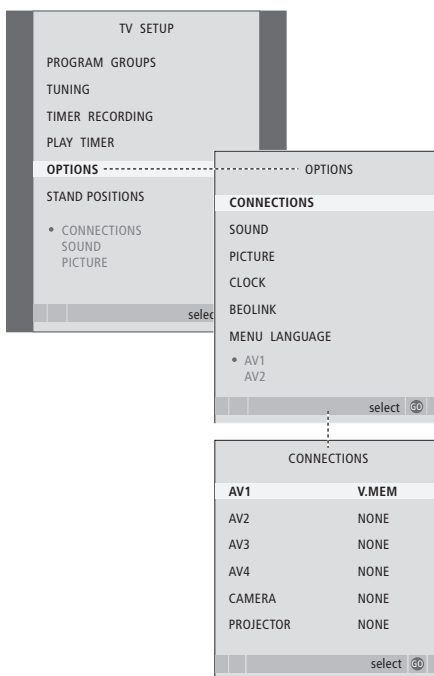 TV SETUP
PROGRAM GROUPS
TUNING
TIMER RECORDING
PLAY TIMER
OPTIONS
STAND POSITIONS
• CONNECTIONS
SOUND
PICTURE
selec
OPTIONS
CONNECTIONS
SOUND
PICTURE
CLOCK
BEOLINK
MENU LANGUAGE
• AV1
AV2
select GO
CONNECTIONS
AV1 V.MEM
AV2 NONE
AV3 NONE
AV4 NONE
CAMERA NONE
PROJECTOR NONE
select GO